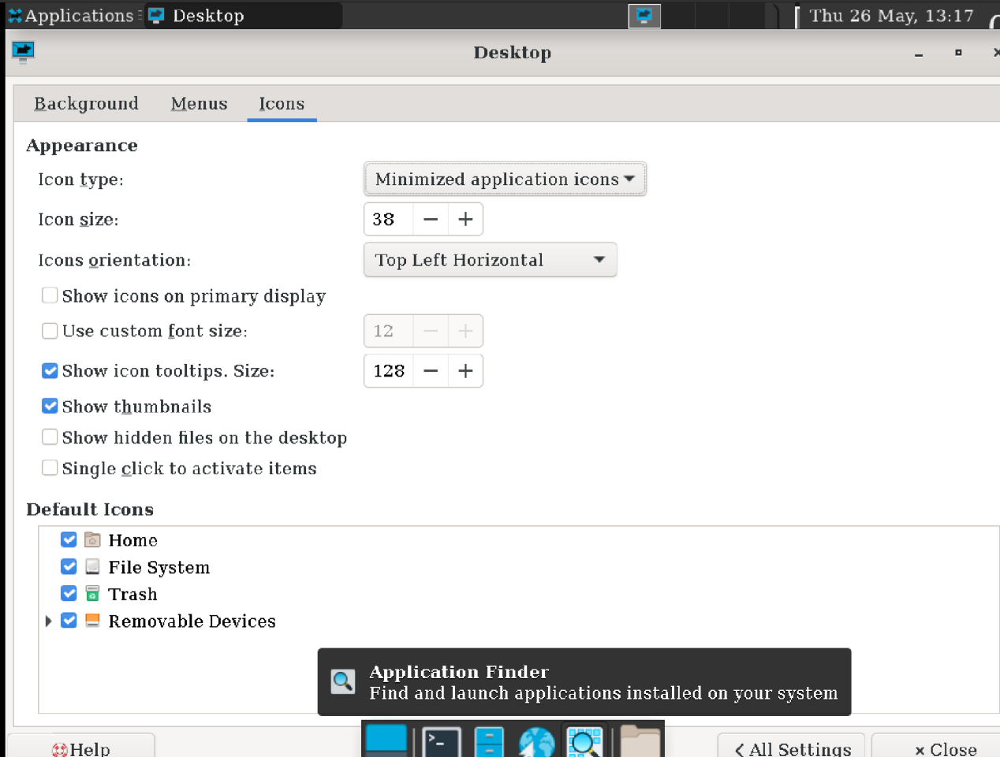 Applications Desktop Thu 26 May, 13:17
Desktop
Background Menus Icons
Appearance
Icon type: Minimized application icons
Icon size: 38
Icons orientation: Top Left Horizontal
Show icons on primary display
Use custom font size: 12
Show icon tooltips. Size: 128
Show thumbnails
Show hidden files on the desktop
Single click to activate items
Default Icons
Home
File System
Trash
Removable Devices
Application Finder
Find and launch applications installed on your system
Help All Settings Close